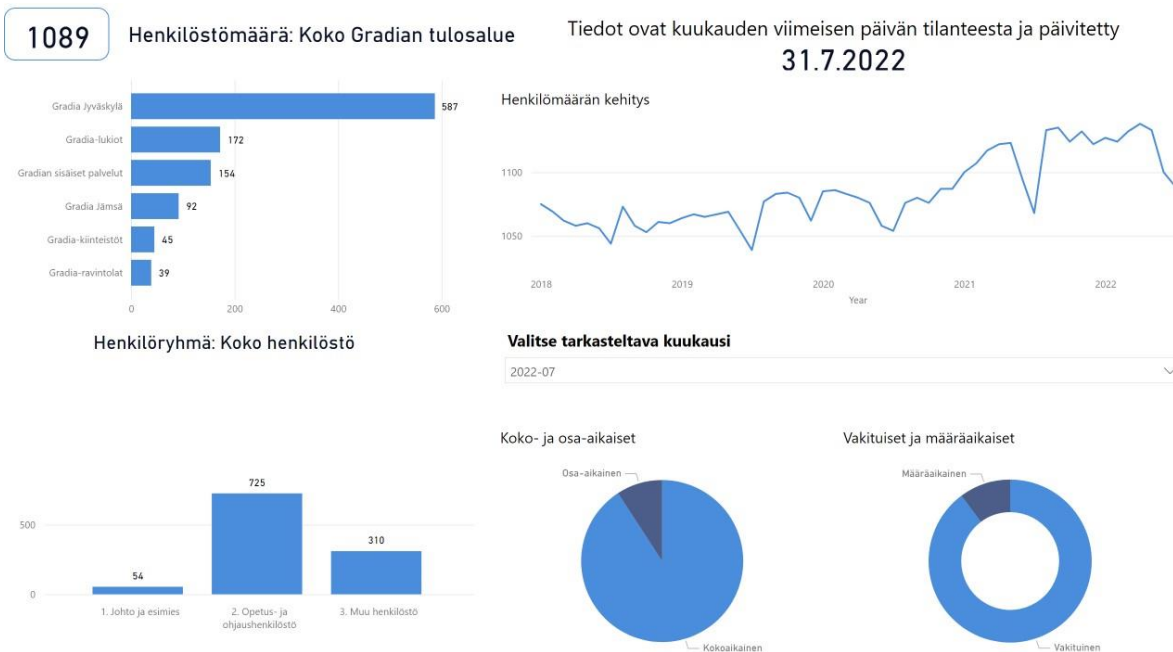 1089
Henkilöstömäärä: Koko Gradian tulosalue
Tiedot ovat kuukauden viimeisen päivän tilanteesta ja päivitetty
31.7.2022
Gradia Jyväskylä
587
Gradia-lukiot
172
Gradian sisäiset palvelut
154
Gradia Jämsä
92
Gradia-kiinteistöt
45
Gradia-ravintolat
39
0
200
400
600
Henkilömäärän kehitys
1100
1050
2018
2019
2020
2021
2022
Year
Henkilöryhmä: Koko henkilöstö
Valitse tarkasteltava kuukausi
2022-07
500
0
54
725
310
1. Johto ja esimies
2. Opetus- ja
ohjaushenkilöstö
3. Muu henkilöstö
Koko- ja osa-aikaiset
Osa-aikainen
Kokoaikainen
Vakituiset ja määräaikaiset
Määräaikainen
Vakituinen